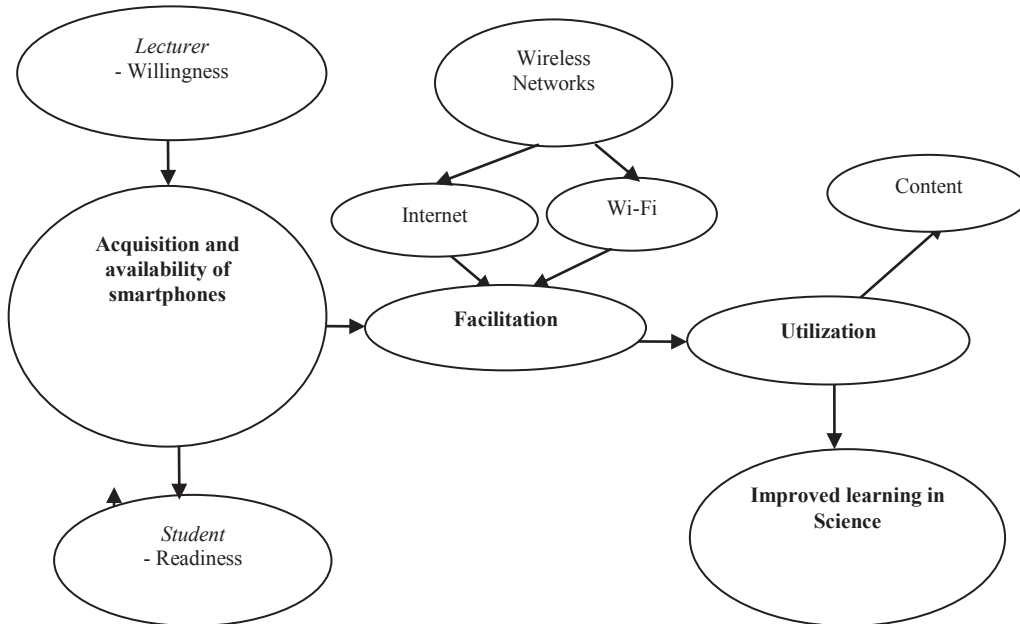 Lecturer
- Willingness
Wireless
Networks
Content
Internet
Wi-Fi
Acquisition and
availability of
smartphones
Facilitation
Utilization
Improved learning in
Science
Student
- Readiness